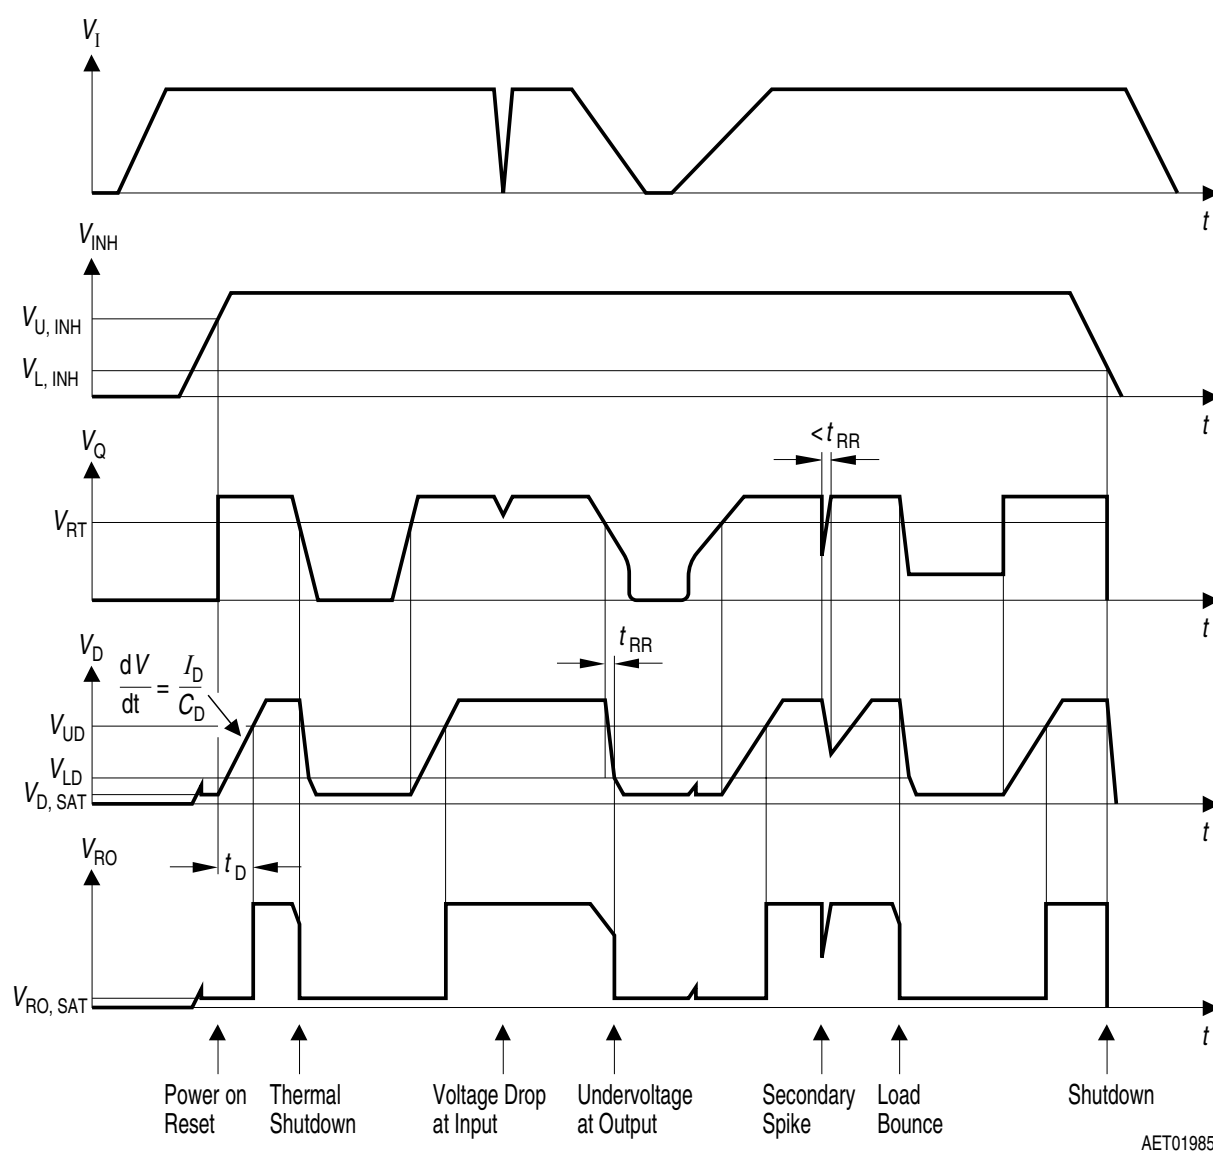 V_I
t
V_INH
V_U, INH
V_L, INH
t
V_Q
<t_RR
V_RT
t
V_D
dV/dt = I_D/C_D
t_RR
V_UD
V_LD
V_D, SAT
t
V_RO
t_D
V_RO, SAT
t
Power on
Reset
Thermal
Shutdown
Voltage Drop
at Input
Undervoltage
at Output
Secondary
Spike
Load
Bounce
Shutdown
AET01985